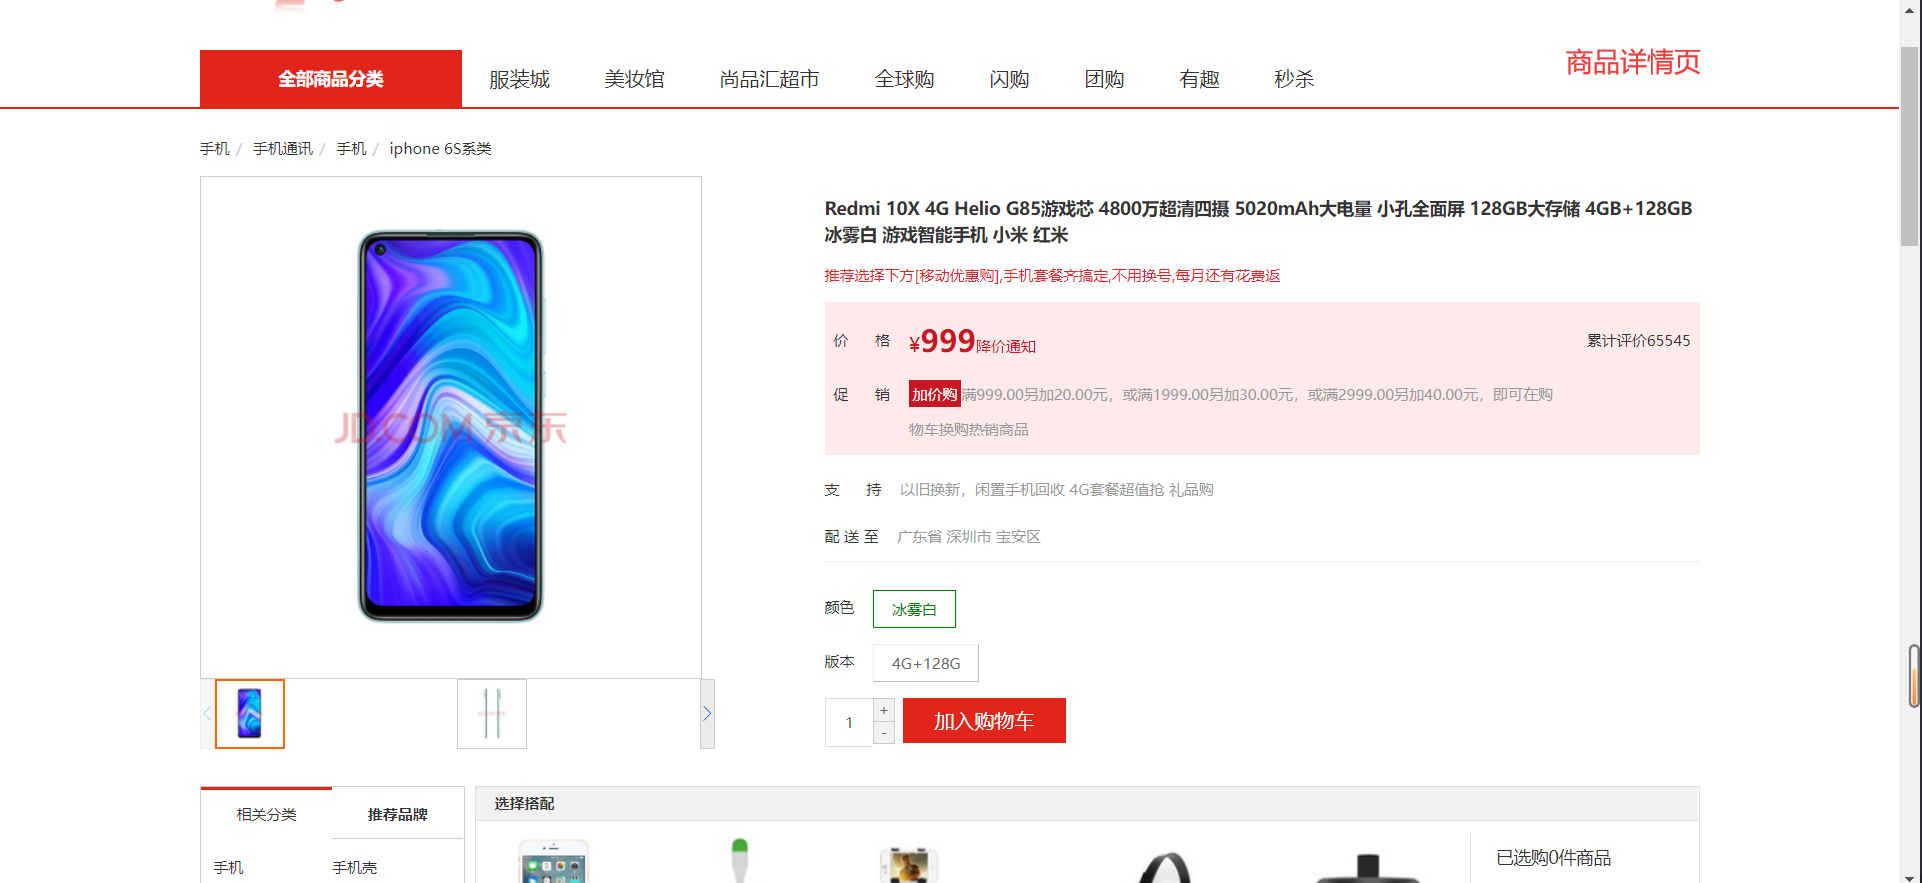 商品详情页
全部商品分类 服装城 美妆馆 尚品汇超市 全球购 闪购 团购 有趣 秒杀
手机 / 手机通讯 / 手机 / iphone 6S系类
JD.COM 京东
Redmi 10X 4G Helio G85游戏芯 4800万超清四摄 5020mAh大电量 小孔全面屏 128GB大存储 4GB+128GB
冰雾白 游戏智能手机 小米 红米
推荐选择下方[移动优惠购],手机套餐齐搞定,不用换号,每月还有花费返
价 格 ¥999降价通知 累计评价65545
促 销 加价购满999.00另加20.00元，或满1999.00另加30.00元，或满2999.00另加40.00元，即可在购
物车换购热销商品
支 持 以旧换新，闲置手机回收 4G套餐超值抢 礼品购
配 送 至 广东省 深圳市 宝安区
颜色 冰雾白
版本 4G+128G
1 + - 加入购物车
< >
相关分类 推荐品牌
手机 手机壳
选择搭配
已选购0件商品